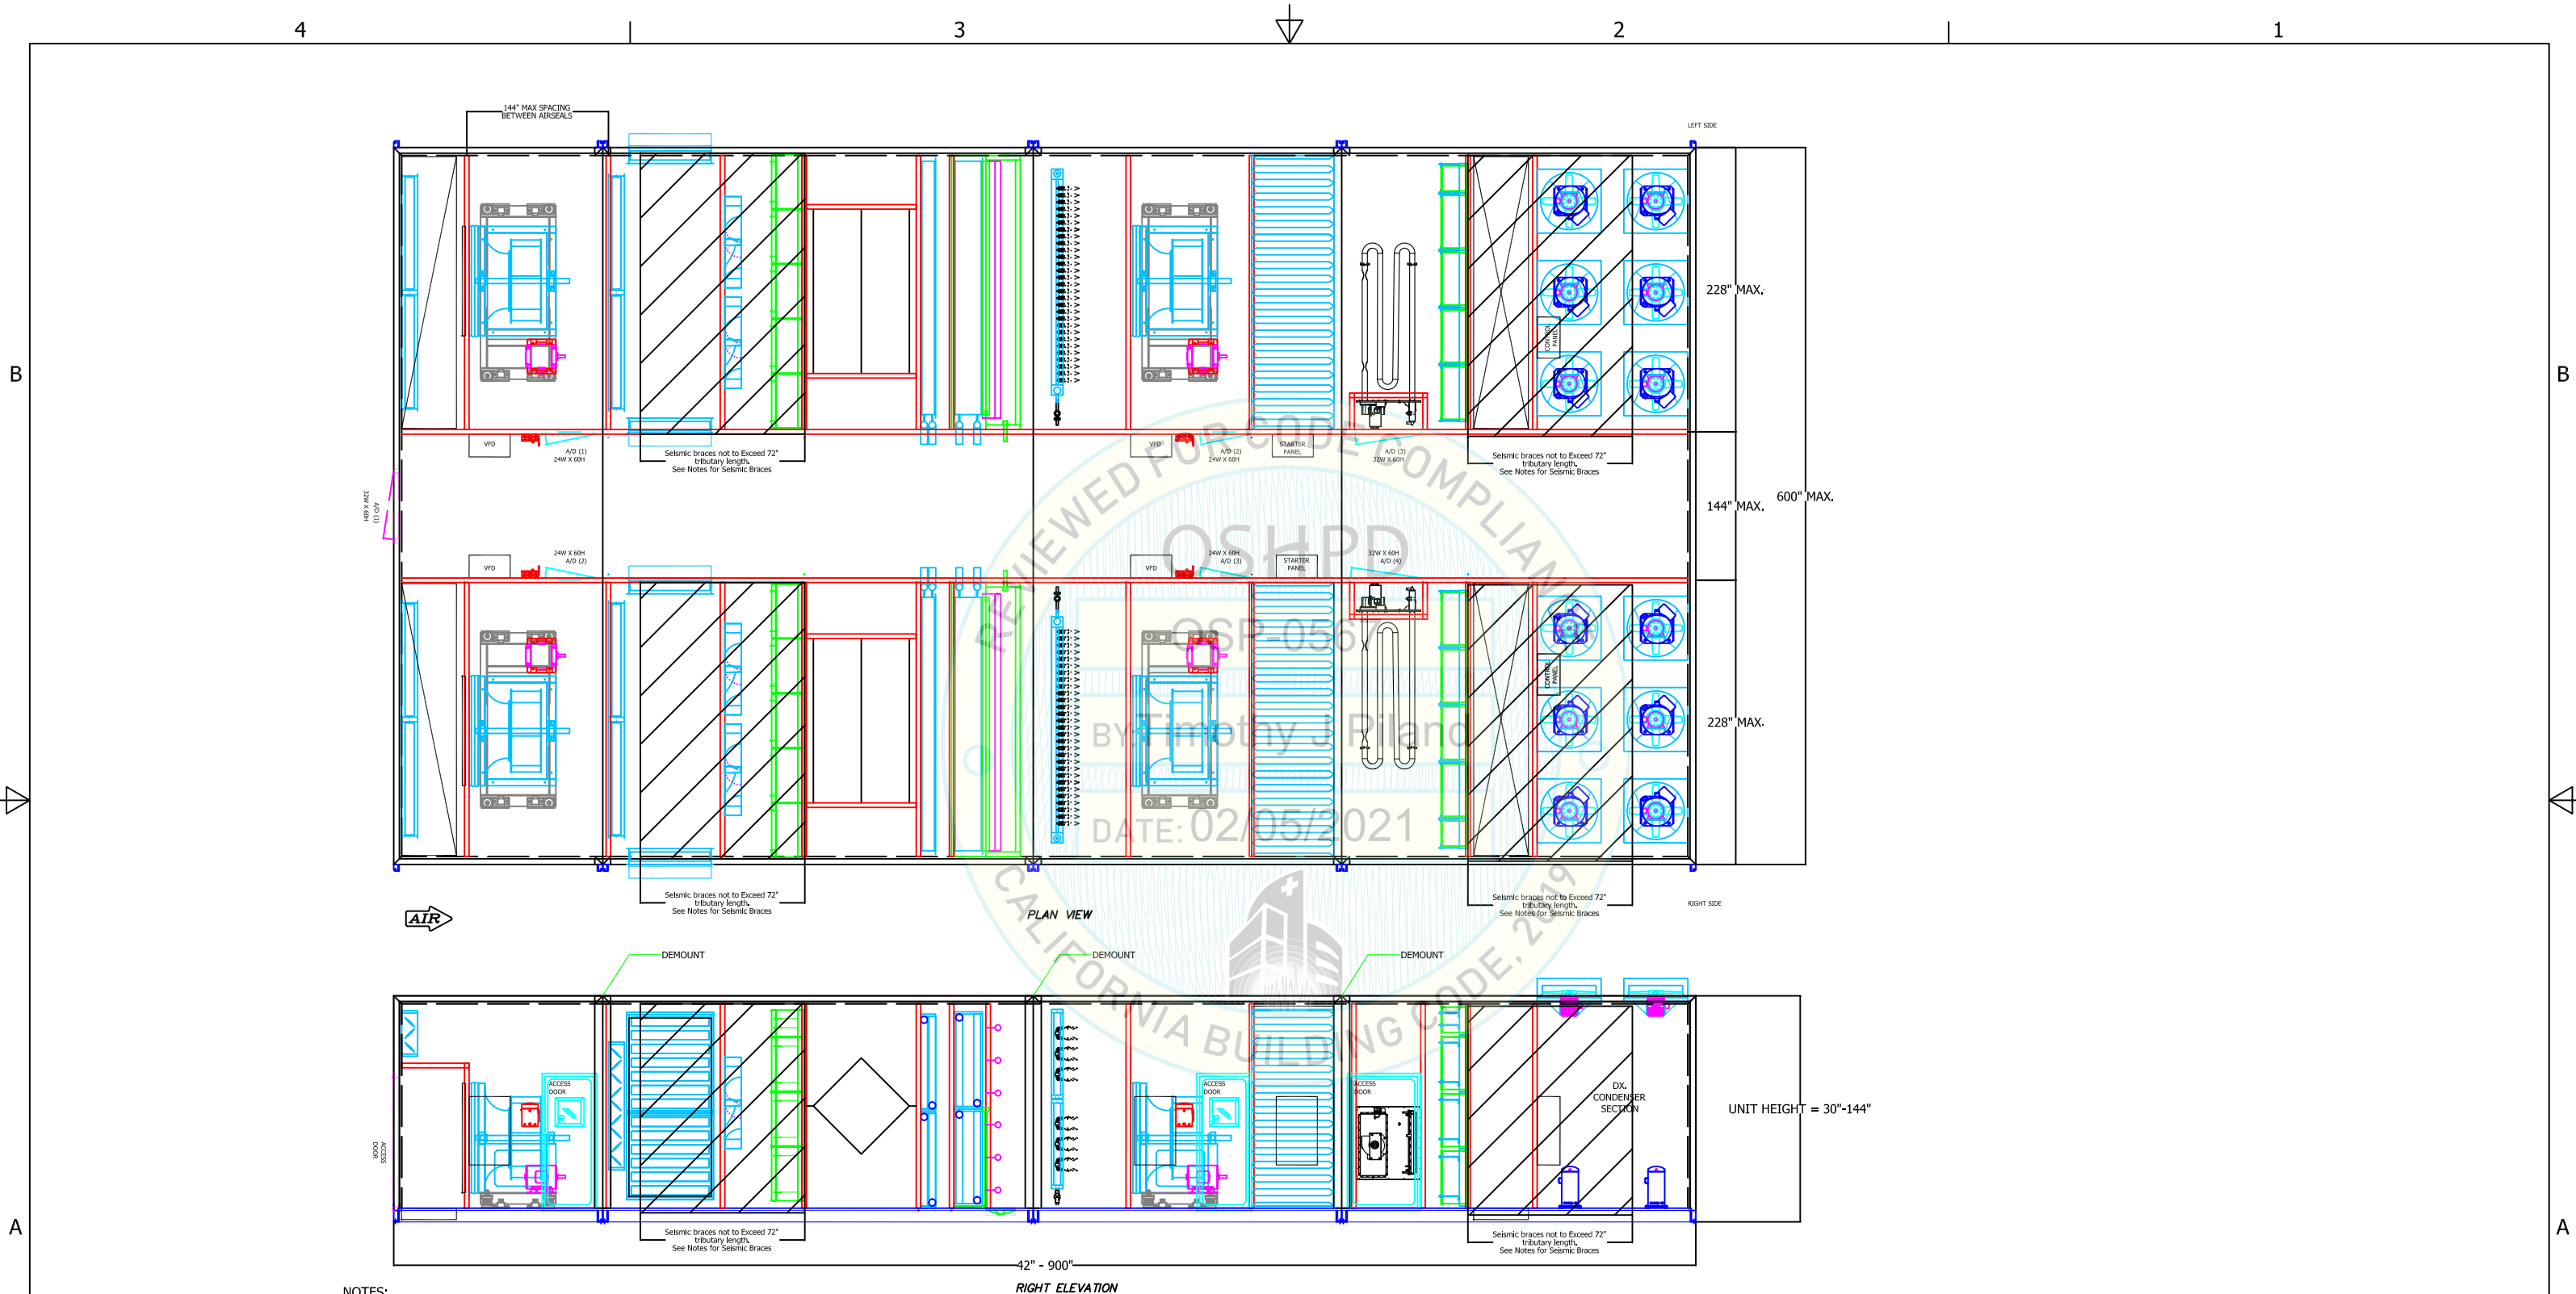 4
3
2
1
144" MAX SPACING
BETWEEN AIRSEALS
LEFT SIDE
228" MAX.
CONTROL
PANEL
B
B
VFD
A/D (1)
24W X 60H
Seismic braces not to Exceed 72"
tributary length.
See Notes for Seismic Braces
VFD
A/D (2)
24W X 60H
STARTER
PANEL
A/D (3)
32W X 60H
Seismic braces not to Exceed 72"
tributary length.
See Notes for Seismic Braces
A/D (1)
32W X 60H
144" MAX.
600" MAX.
VFD
24W X 60H
A/D (2)
VFD
24W X 60H
A/D (3)
STARTER
PANEL
32W X 60H
A/D (4)
REVIEWED FOR CODE COMPLIANCE
OSHPD
OSP-0567
BY: Timothy J Piland
DATE: 02/05/2021
CALIFORNIA BUILDING CODE, 2019
CONTROL
PANEL
228" MAX.
Seismic braces not to Exceed 72"
tributary length.
See Notes for Seismic Braces
Seismic braces not to Exceed 72"
tributary length.
See Notes for Seismic Braces
RIGHT SIDE
AIR
PLAN VIEW
DEMOUNT
DEMOUNT
DEMOUNT
ACCESS
DOOR
ACCESS
DOOR
ACCESS
DOOR
ACCESS
DOOR
DX.
CONDENSER
SECTION
UNIT HEIGHT = 30"-144"
A
A
Seismic braces not to Exceed 72"
tributary length.
See Notes for Seismic Braces
Seismic braces not to Exceed 72"
tributary length.
See Notes for Seismic Braces
42" - 900"
RIGHT ELEVATION
NOTES: